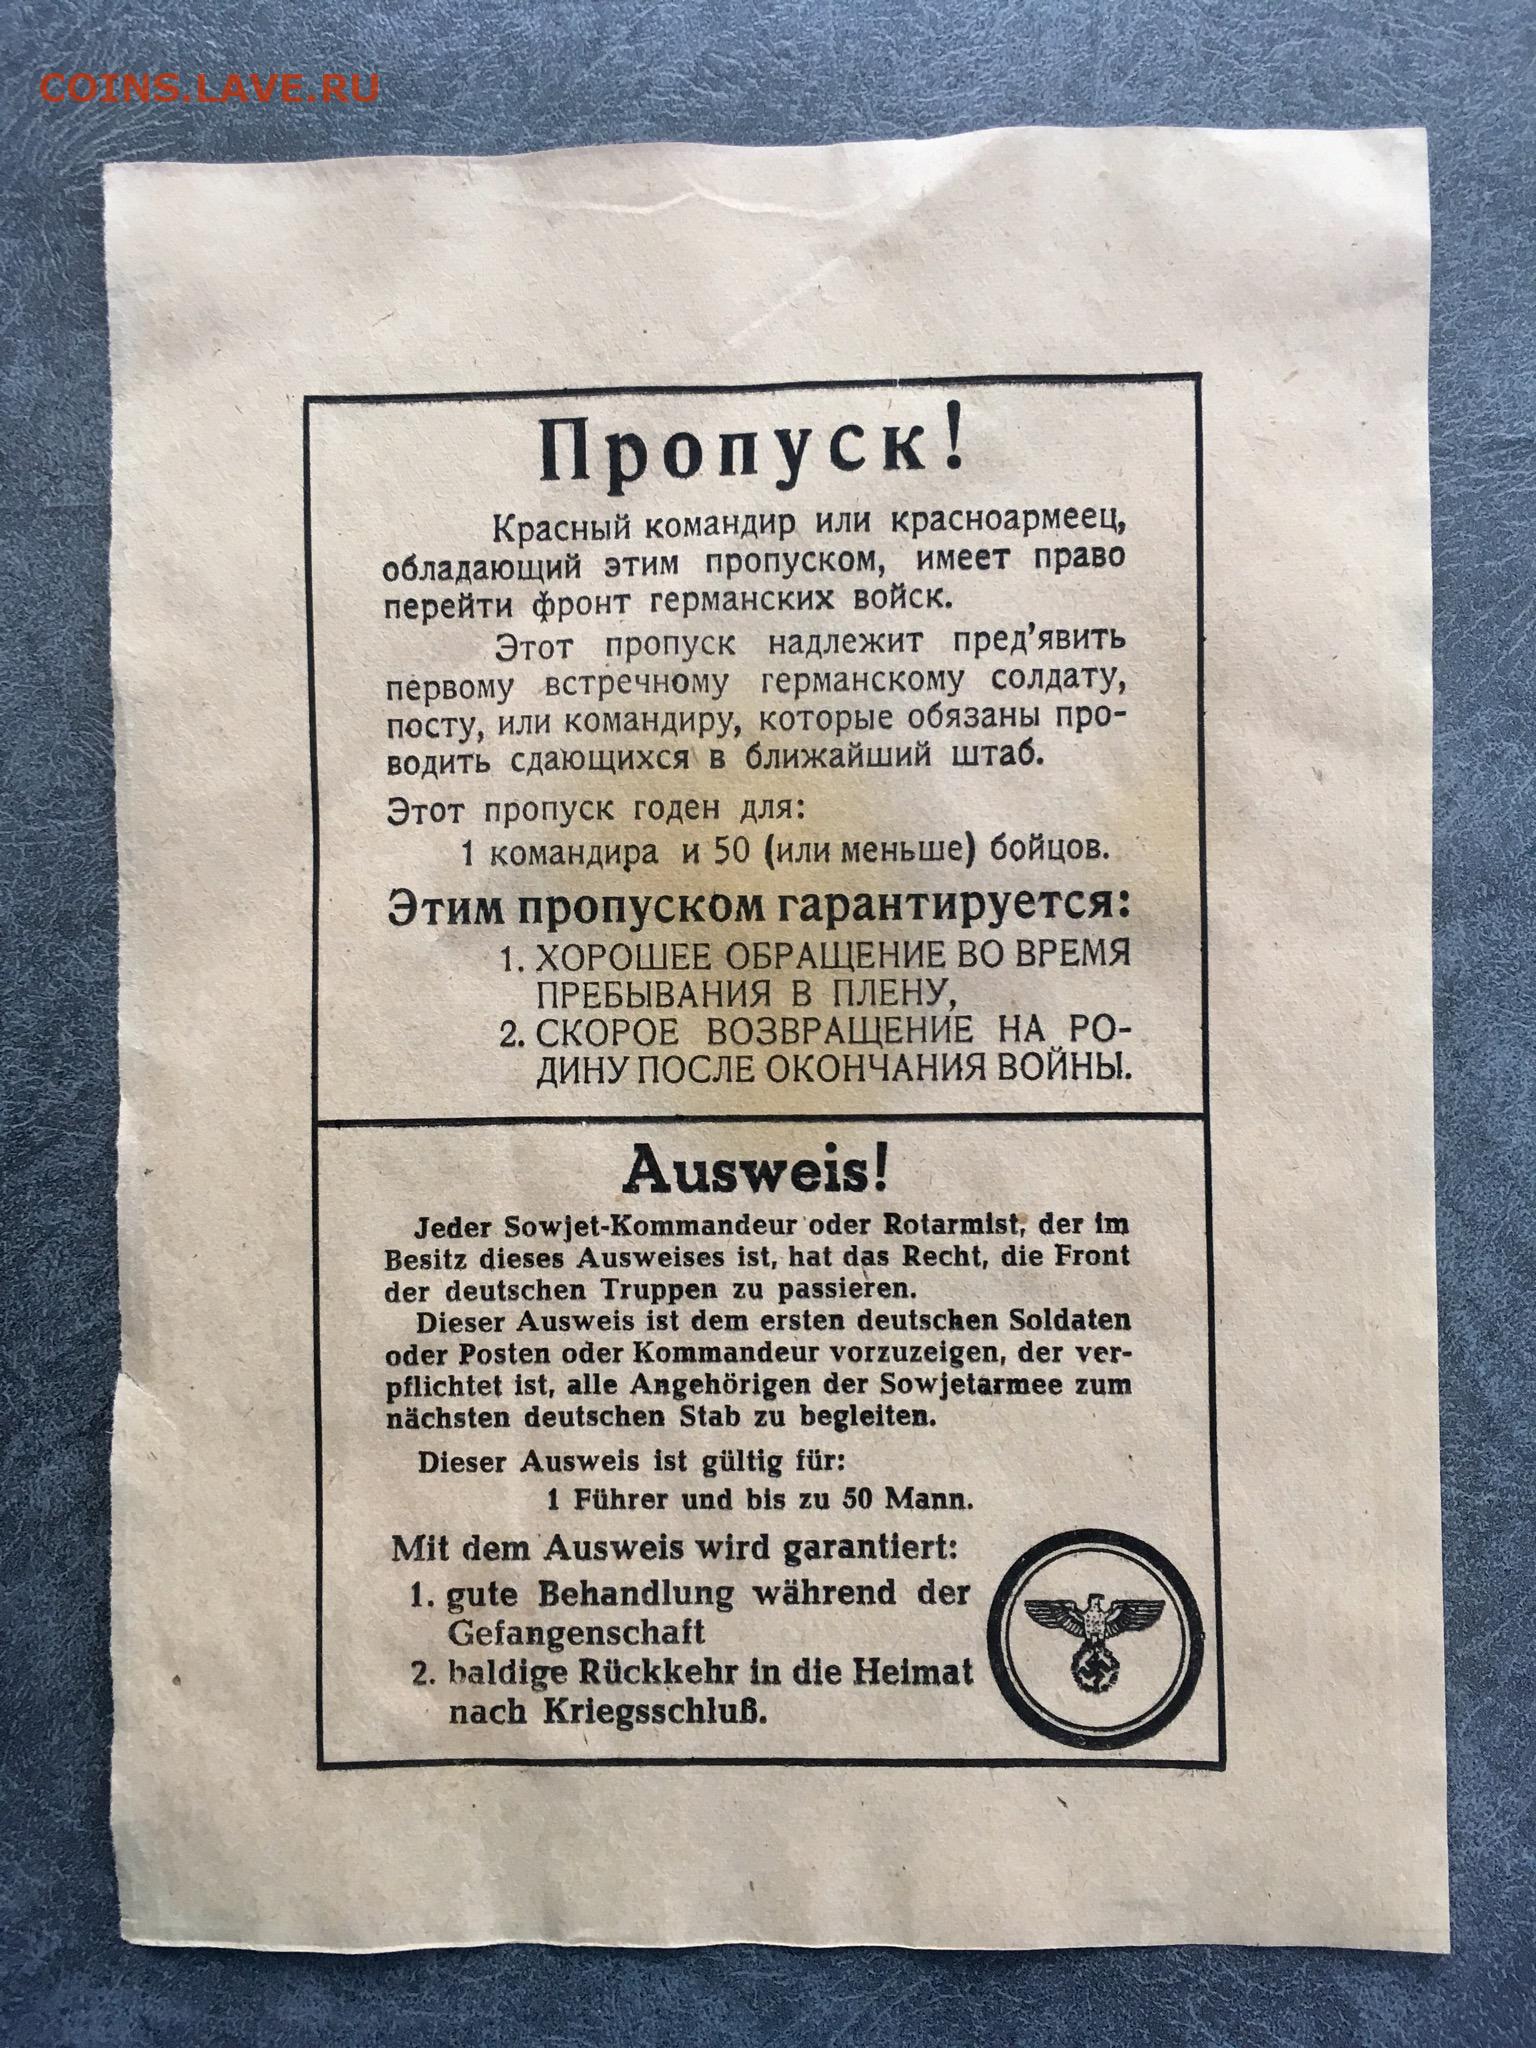 COINS.LAVE.RU
Пропуск!
Красный командир или красноармеец,
обладающий этим пропуском, имеет право
перейти фронт германских войск.
Этот пропуск надлежит пред'явить
первому встречному германскому солдату,
посту, или командиру, которые обязаны про-
водить сдающихся в ближайший штаб.
Этот пропуск годен для:
1 командира и 50 (или меньше) бойцов.
Этим пропуском гарантируется:
1. ХОРОШЕЕ ОБРАЩЕНИЕ ВО ВРЕМЯ
ПРЕБЫВАНИЯ В ПЛЕНУ,
2. СКОРОЕ ВОЗВРАЩЕНИЕ НА РО-
ДИНУ ПОСЛЕ ОКОНЧАНИЯ ВОЙНЫ.
Ausweis!
Jeder Sowjet-Kommandeur oder Rotarmist, der im
Besitz dieses Ausweises ist, hat das Recht, die Front
der deutschen Truppen zu passieren.
Dieser Ausweis ist dem ersten deutschen Soldaten
oder Posten oder Kommandeur vorzuzeigen, der ver-
pflichtet ist, alle Angehörigen der Sowjetarmee zum
nächsten deutschen Stab zu begleiten.
Dieser Ausweis ist gültig für:
1 Führer und bis zu 50 Mann.
Mit dem Ausweis wird garantiert:
1. gute Behandlung während der
Gefangenschaft
2. baldige Rückkehr in die Heimat
nach Kriegsschluß.